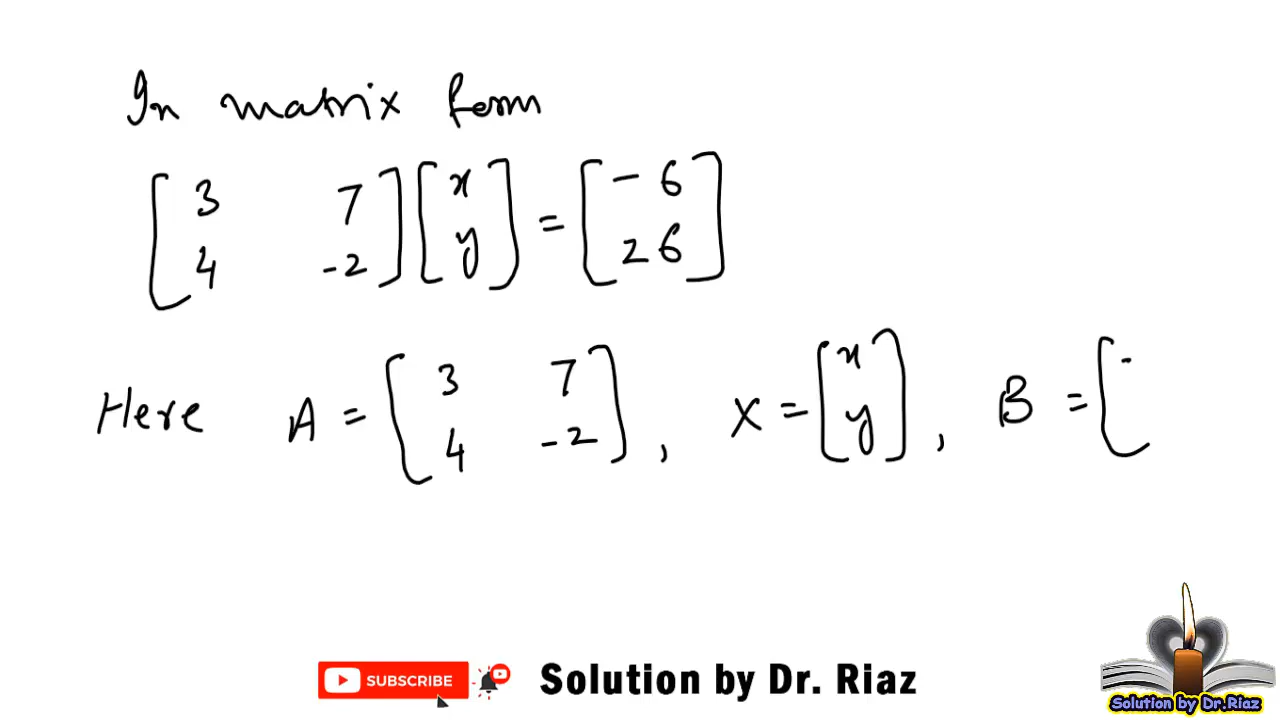 In matrix form
[3 7
4 -2] [x
y] = [-6
26]
Here A = [3 7
4 -2], X = [x
y], B = [-
SUBSCRIBE Solution by Dr. Riaz
Solution by Dr.Riaz